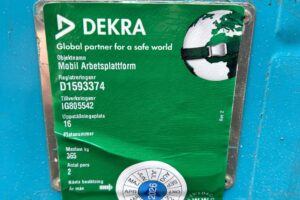 DEKRA
Global partner for a safe world
Objektnamn
Mobil Arbetsplattform
Registreringsnr
D1593374
Tillverkningsnr
IG805542
Uppställningsplats
16
Platsnummer
Maxlast kg
365
Antal pers
2